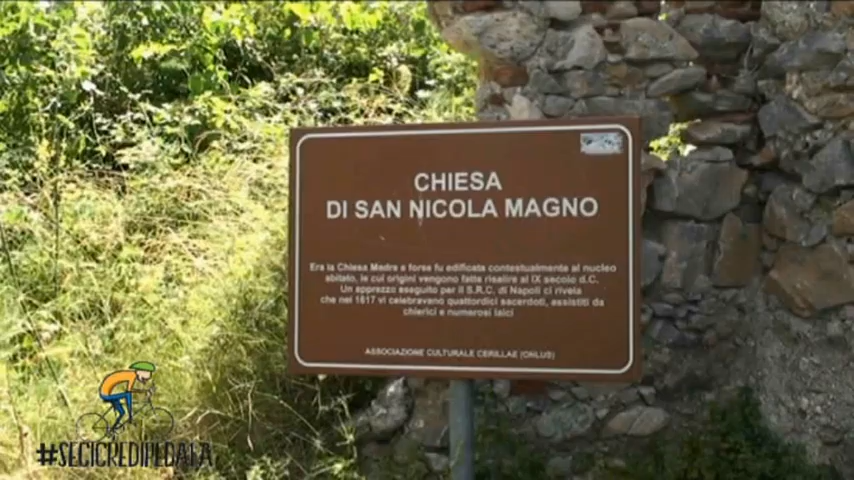 CHIESA
DI SAN NICOLA MAGNO
Era la Chiesa Madre e forse fu edificata contestualmente al nucleo
abitato, le cui origini vengono fatte risalire al IX secolo d.C.
Un apprezzo eseguito per il S.R.C. di Napoli ci rivela
che nel 1617 vi celebravano quattordici sacerdoti, assistiti da
chierici e numerosi laici
ASSOCIAZIONE CULTURALE CERILLAE (ONLUS)
#SECICREDIPEDALA